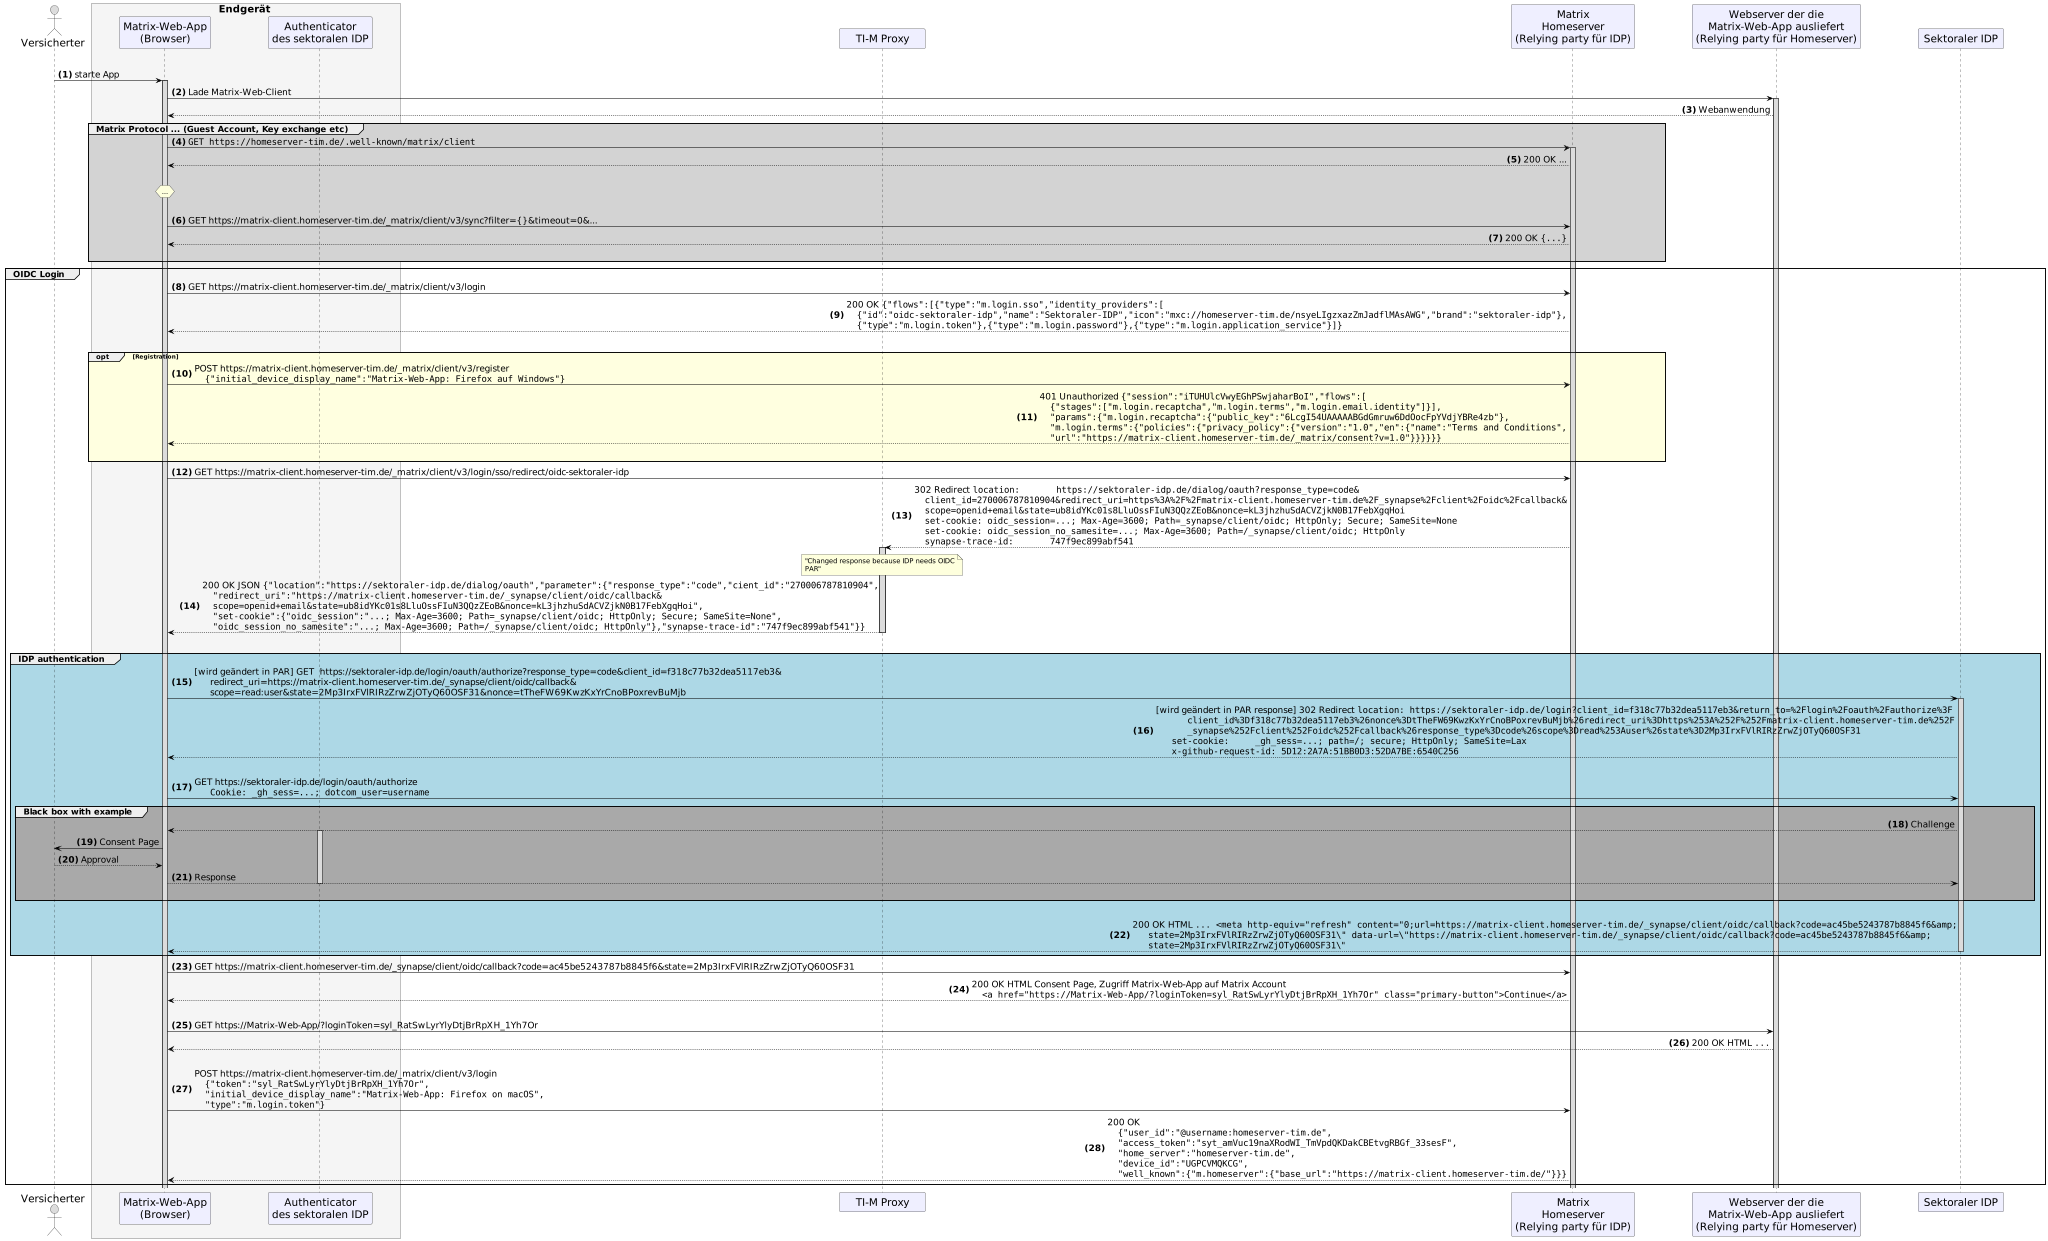 Endgerät
Versicherter
Matrix-Web-App
(Browser)
Authenticator
des sektoralen IDP
TI-M Proxy
Matrix
Homeserver
(Relying party für IDP)
Webserver der die
Matrix-Web-App ausliefert
(Relying party für Homeserver)
Sektoraler IDP
(1) starte App
(2) Lade Matrix-Web-Client
(3) Webanwendung
Matrix Protocol ... (Guest Account, Key exchange etc)
(4) GET https://homeserver-tim.de/.well-known/matrix/client
(5) 200 OK ...
...
(6) GET https://matrix-client.homeserver-tim.de/_matrix/client/v3/sync?filter={}&timeout=0&...
(7) 200 OK {...}
OIDC Login
(8) GET https://matrix-client.homeserver-tim.de/_matrix/client/v3/login
200 OK {"flows":[{"type":"m.login.sso","identity_providers":[
(9) {"id":"oidc-sektoraler-idp","name":"Sektoraler-IDP","icon":"mxc://homeserver-tim.de/nsyeLIgzxazZmJadflMAsAWG","brand":"sektoraler-idp"},
{"type":"m.login.token"},{"type":"m.login.password"},{"type":"m.login.application_service"}]}
opt [Registration]
POST https://matrix-client.homeserver-tim.de/_matrix/client/v3/register
(10)
{"initial_device_display_name":"Matrix-Web-App: Firefox auf Windows"}
401 Unauthorized {"session":"iTUHUlcVwyEGhPSwjaharBoI","flows":[
{"stages":["m.login.recaptcha","m.login.terms","m.login.email.identity"]}],
(11) "params":{"m.login.recaptcha":{"public_key":"6LcgI54UAAAAABGdGmruw6DdOocFpYVdjYBRe4zb"},
"m.login.terms":{"policies":{"privacy_policy":{"version":"1.0","en":{"name":"Terms and Conditions",
"url":"https://matrix-client.homeserver-tim.de/_matrix/consent?v=1.0"}}}}}}
(12) GET https://matrix-client.homeserver-tim.de/_matrix/client/v3/login/sso/redirect/oidc-sektoraler-idp
302 Redirect location: https://sektoraler-idp.de/dialog/oauth?response_type=code&
client_id=270006787810904&redirect_uri=https%3A%2F%2Fmatrix-client.homeserver-tim.de%2F_synapse%2Fclient%2Foidc%2Fcallback&
scope=openid+email&state=ub8idYKc01s8LluOssFIuN3QQzZEoB&nonce=kL3jhzhuSdACVZjkN0B17FebXgqHoi
(13) set-cookie: oidc_session=...; Max-Age=3600; Path=_synapse/client/oidc; HttpOnly; Secure; SameSite=None
set-cookie: oidc_session_no_samesite=...; Max-Age=3600; Path=/_synapse/client/oidc; HttpOnly
synapse-trace-id: 747f9ec899abf541
"Changed response because IDP needs OIDC
PAR"
200 OK JSON {"location":"https://sektoraler-idp.de/dialog/oauth","parameter":{"response_type":"code","cient_id":"270006787810904",
"redirect_uri":"https://matrix-client.homeserver-tim.de/_synapse/client/oidc/callback&
(14) scope=openid+email&state=ub8idYKc01s8LluOssFIuN3QQzZEoB&nonce=kL3jhzhuSdACVZjkN0B17FebXgqHoi",
"set-cookie":{"oidc_session":"...; Max-Age=3600; Path=/synapse/client/oidc; HttpOnly; Secure; SameSite=None",
"oidc_session_no_samesite":"...; Max-Age=3600; Path=/_synapse/client/oidc; HttpOnly"},"synapse-trace-id":"747f9ec899abf541"}}
IDP authentication
[wird geändert in PAR] GET https://sektoraler-idp.de/login/oauth/authorize?response_type=code&client_id=f318c77b32dea5117eb3&
(15) redirect_uri=https://matrix-client.homeserver-tim.de/_synapse/client/oidc/callback&
scope=read:user&state=2Mp3IrxFVlRIRzZrwZjOTyQ60OSF31&nonce=tTheFW69KwzKxYrCnoBPoxrevBuMjb
[wird geändert in PAR response] 302 Redirect location: https://sektoraler-idp.de/login?client_id=f318c77b32dea5117eb3&return_to=%2Flogin%2Foauth%2Fauthorize%3F
client_id%3Df318c77b32dea5117eb3%26nonce%3DtTheFW69KwzKxYrCnoBPoxrevBuMjb%26redirect_uri%3Dhttps%253A%252F%252Fmatrix-client.homeserver-tim.de%252F
(16) _synapse%252Fclient%252Foidc%252Fcallback%26response_type%3Dcode%26scope%3Dread%253Auser%26state%3D2Mp3IrxFVlRIRzZrwZjOTyQ60OSF31
set-cookie: _gh_sess=...; path=/; secure; HttpOnly; SameSite=Lax
x-github-request-id: 5D12:2A7A:51BB0D3:52DA7BE:6540C256
GET https://sektoraler-idp.de/login/oauth/authorize
(17)
Cookie: _gh_sess=...; dotcom_user=username
Black box with example
(18) Challenge
(19) Consent Page
(20) Approval
(21) Response
200 OK HTML ... <meta http-equiv="refresh" content="0;url=https://matrix-client.homeserver-tim.de/_synapse/client/oidc/callback?code=ac45be5243787b8845f6&amp;
(22) state=2Mp3IrxFVlRIRzZrwZjOTyQ60OSF31\" data-url=\"https://matrix-client.homeserver-tim.de/_synapse/client/oidc/callback?code=ac45be5243787b8845f6&amp;
state=2Mp3IrxFVlRIRzZrwZjOTyQ60OSF31\"
(23) GET https://matrix-client.homeserver-tim.de/_synapse/client/oidc/callback?code=ac45be5243787b8845f6&state=2Mp3IrxFVlRIRzZrwZjOTyQ60OSF31
200 OK HTML Consent Page, Zugriff Matrix-Web-App auf Matrix Account
(24)
<a href="https://Matrix-Web-App/?loginToken=syl_RatSwLyrYlyDtjBrRpXH_1Yh7Or" class="primary-button">Continue</a>
(25) GET https://Matrix-Web-App/?loginToken=syl_RatSwLyrYlyDtjBrRpXH_1Yh7Or
(26) 200 OK HTML ...
POST https://matrix-client.homeserver-tim.de/_matrix/client/v3/login
{"token":"syl_RatSwLyrYlyDtjBrRpXH_1Yh7Or",
(27)
"initial_device_display_name":"Matrix-Web-App: Firefox on macOS",
"type":"m.login.token"}
200 OK
{"user_id":"@username:homeserver-tim.de",
"access_token":"syt_amVuc19naXRodWI_TmVpdQKDakCBEtvgRBGf_33sesF",
(28)
"home_server":"homeserver-tim.de",
"device_id":"UGPCVMQKCG",
"well_known":{"m.homeserver":{"base_url":"https://matrix-client.homeserver-tim.de/"}}}
Versicherter
Matrix-Web-App
(Browser)
Authenticator
des sektoralen IDP
TI-M Proxy
Matrix
Homeserver
(Relying party für IDP)
Webserver der die
Matrix-Web-App ausliefert
(Relying party für Homeserver)
Sektoraler IDP